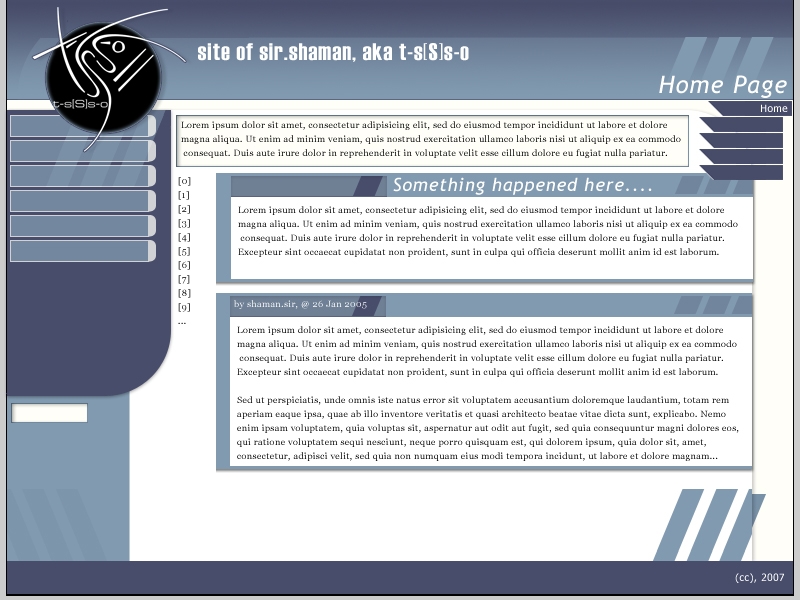 site of sir.shaman, aka t-s[S]s-o
t-s(S)s-o
Home Page
Home
Lorem ipsum dolor sit amet, consectetur adipisicing elit, sed do eiusmod tempor incididunt ut labore et dolore
magna aliqua. Ut enim ad minim veniam, quis nostrud exercitation ullamco laboris nisi ut aliquip ex ea commodo
consequat. Duis aute irure dolor in reprehenderit in voluptate velit esse cillum dolore eu fugiat nulla pariatur.
[0]
[1]
[2]
[3]
[4]
[5]
[6]
[7]
[8]
[9]
...
Something happened here....
Lorem ipsum dolor sit amet, consectetur adipisicing elit, sed do eiusmod tempor incididunt ut labore et dolore
magna aliqua. Ut enim ad minim veniam, quis nostrud exercitation ullamco laboris nisi ut aliquip ex ea commodo
consequat. Duis aute irure dolor in reprehenderit in voluptate velit esse cillum dolore eu fugiat nulla pariatur.
Excepteur sint occaecat cupidatat non proident, sunt in culpa qui officia deserunt mollit anim id est laborum.
by shaman.sir, @ 26 Jan 2005
Lorem ipsum dolor sit amet, consectetur adipisicing elit, sed do eiusmod tempor incididunt ut labore et dolore
magna aliqua. Ut enim ad minim veniam, quis nostrud exercitation ullamco laboris nisi ut aliquip ex ea commodo
consequat. Duis aute irure dolor in reprehenderit in voluptate velit esse cillum dolore eu fugiat nulla pariatur.
Excepteur sint occaecat cupidatat non proident, sunt in culpa qui officia deserunt mollit anim id est laborum.
Sed ut perspiciatis, unde omnis iste natus error sit voluptatem accusantium doloremque laudantium, totam rem
aperiam eaque ipsa, quae ab illo inventore veritatis et quasi architecto beatae vitae dicta sunt, explicabo. Nemo
enim ipsam voluptatem, quia voluptas sit, aspernatur aut odit aut fugit, sed quia consequuntur magni dolores eos,
qui ratione voluptatem sequi nesciunt, neque porro quisquam est, qui dolorem ipsum, quia dolor sit, amet,
consectetur, adipisci velit, sed quia non numquam eius modi tempora incidunt, ut labore et dolore magnam...
(cc), 2007